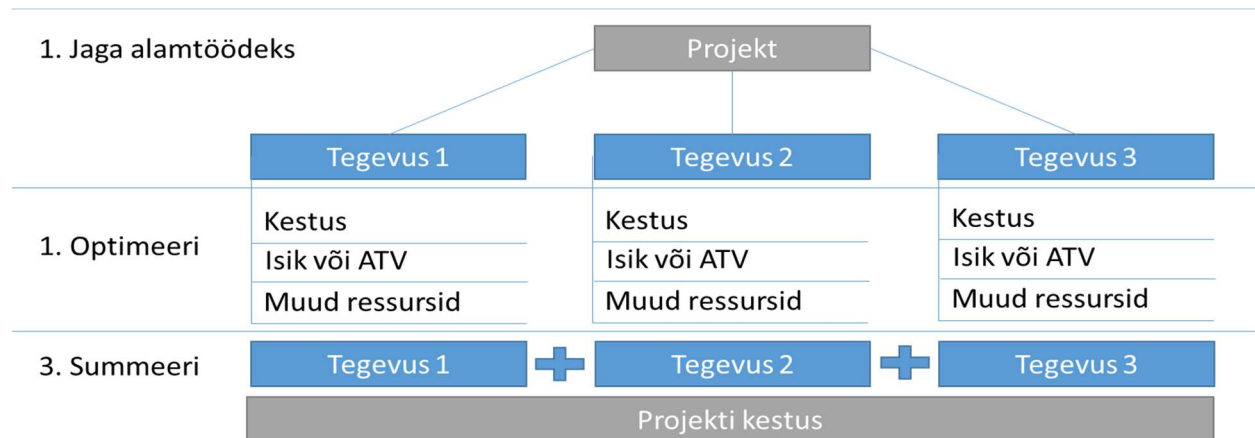 1. Jaga alamtöödeks
Projekt
Tegevus 1
Tegevus 2
Tegevus 3
1. Optimeeri
Kestus
Isik või ATV
Muud ressursid
Kestus
Isik või ATV
Muud ressursid
Kestus
Isik või ATV
Muud ressursid
3. Summeeri
Tegevus 1
Tegevus 2
Tegevus 3
Projekti kestus